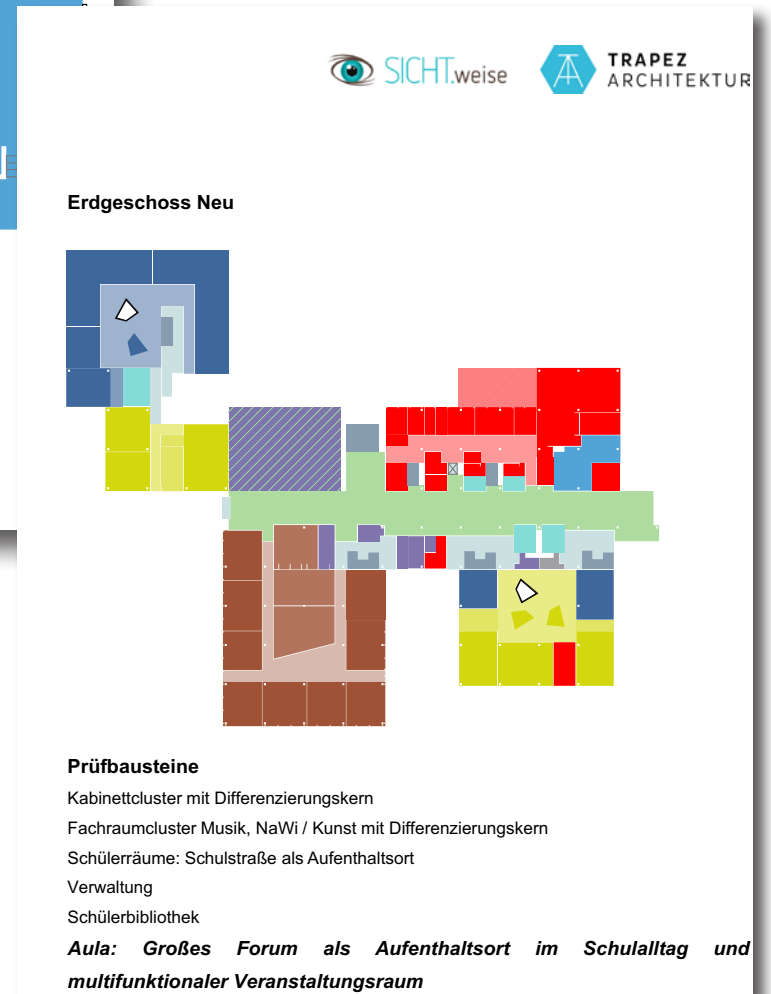 SICHT.weise
TRAPEZ
ARCHITEKTUR
Erdgeschoss Neu
Prüfbausteine
Kabinettcluster mit Differenzierungskern
Fachraumcluster Musik, NaWi / Kunst mit Differenzierungskern
Schülerräume: Schulstraße als Aufenthaltsort
Verwaltung
Schülerbibliothek
Aula: Großes Forum als Aufenthaltsort im Schulalltag und
multifunktionaler Veranstaltungsraum